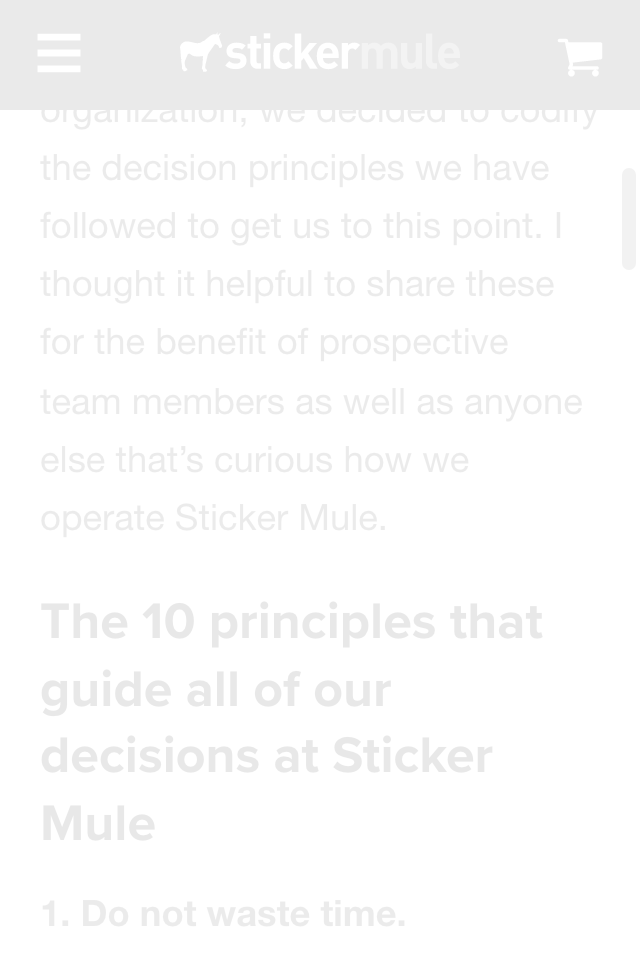 stickermule
organization, we decided to codify
the decision principles we have
followed to get us to this point. I
thought it helpful to share these
for the benefit of prospective
team members as well as anyone
else that’s curious how we
operate Sticker Mule.
The 10 principles that
guide all of our
decisions at Sticker
Mule
1. Do not waste time.